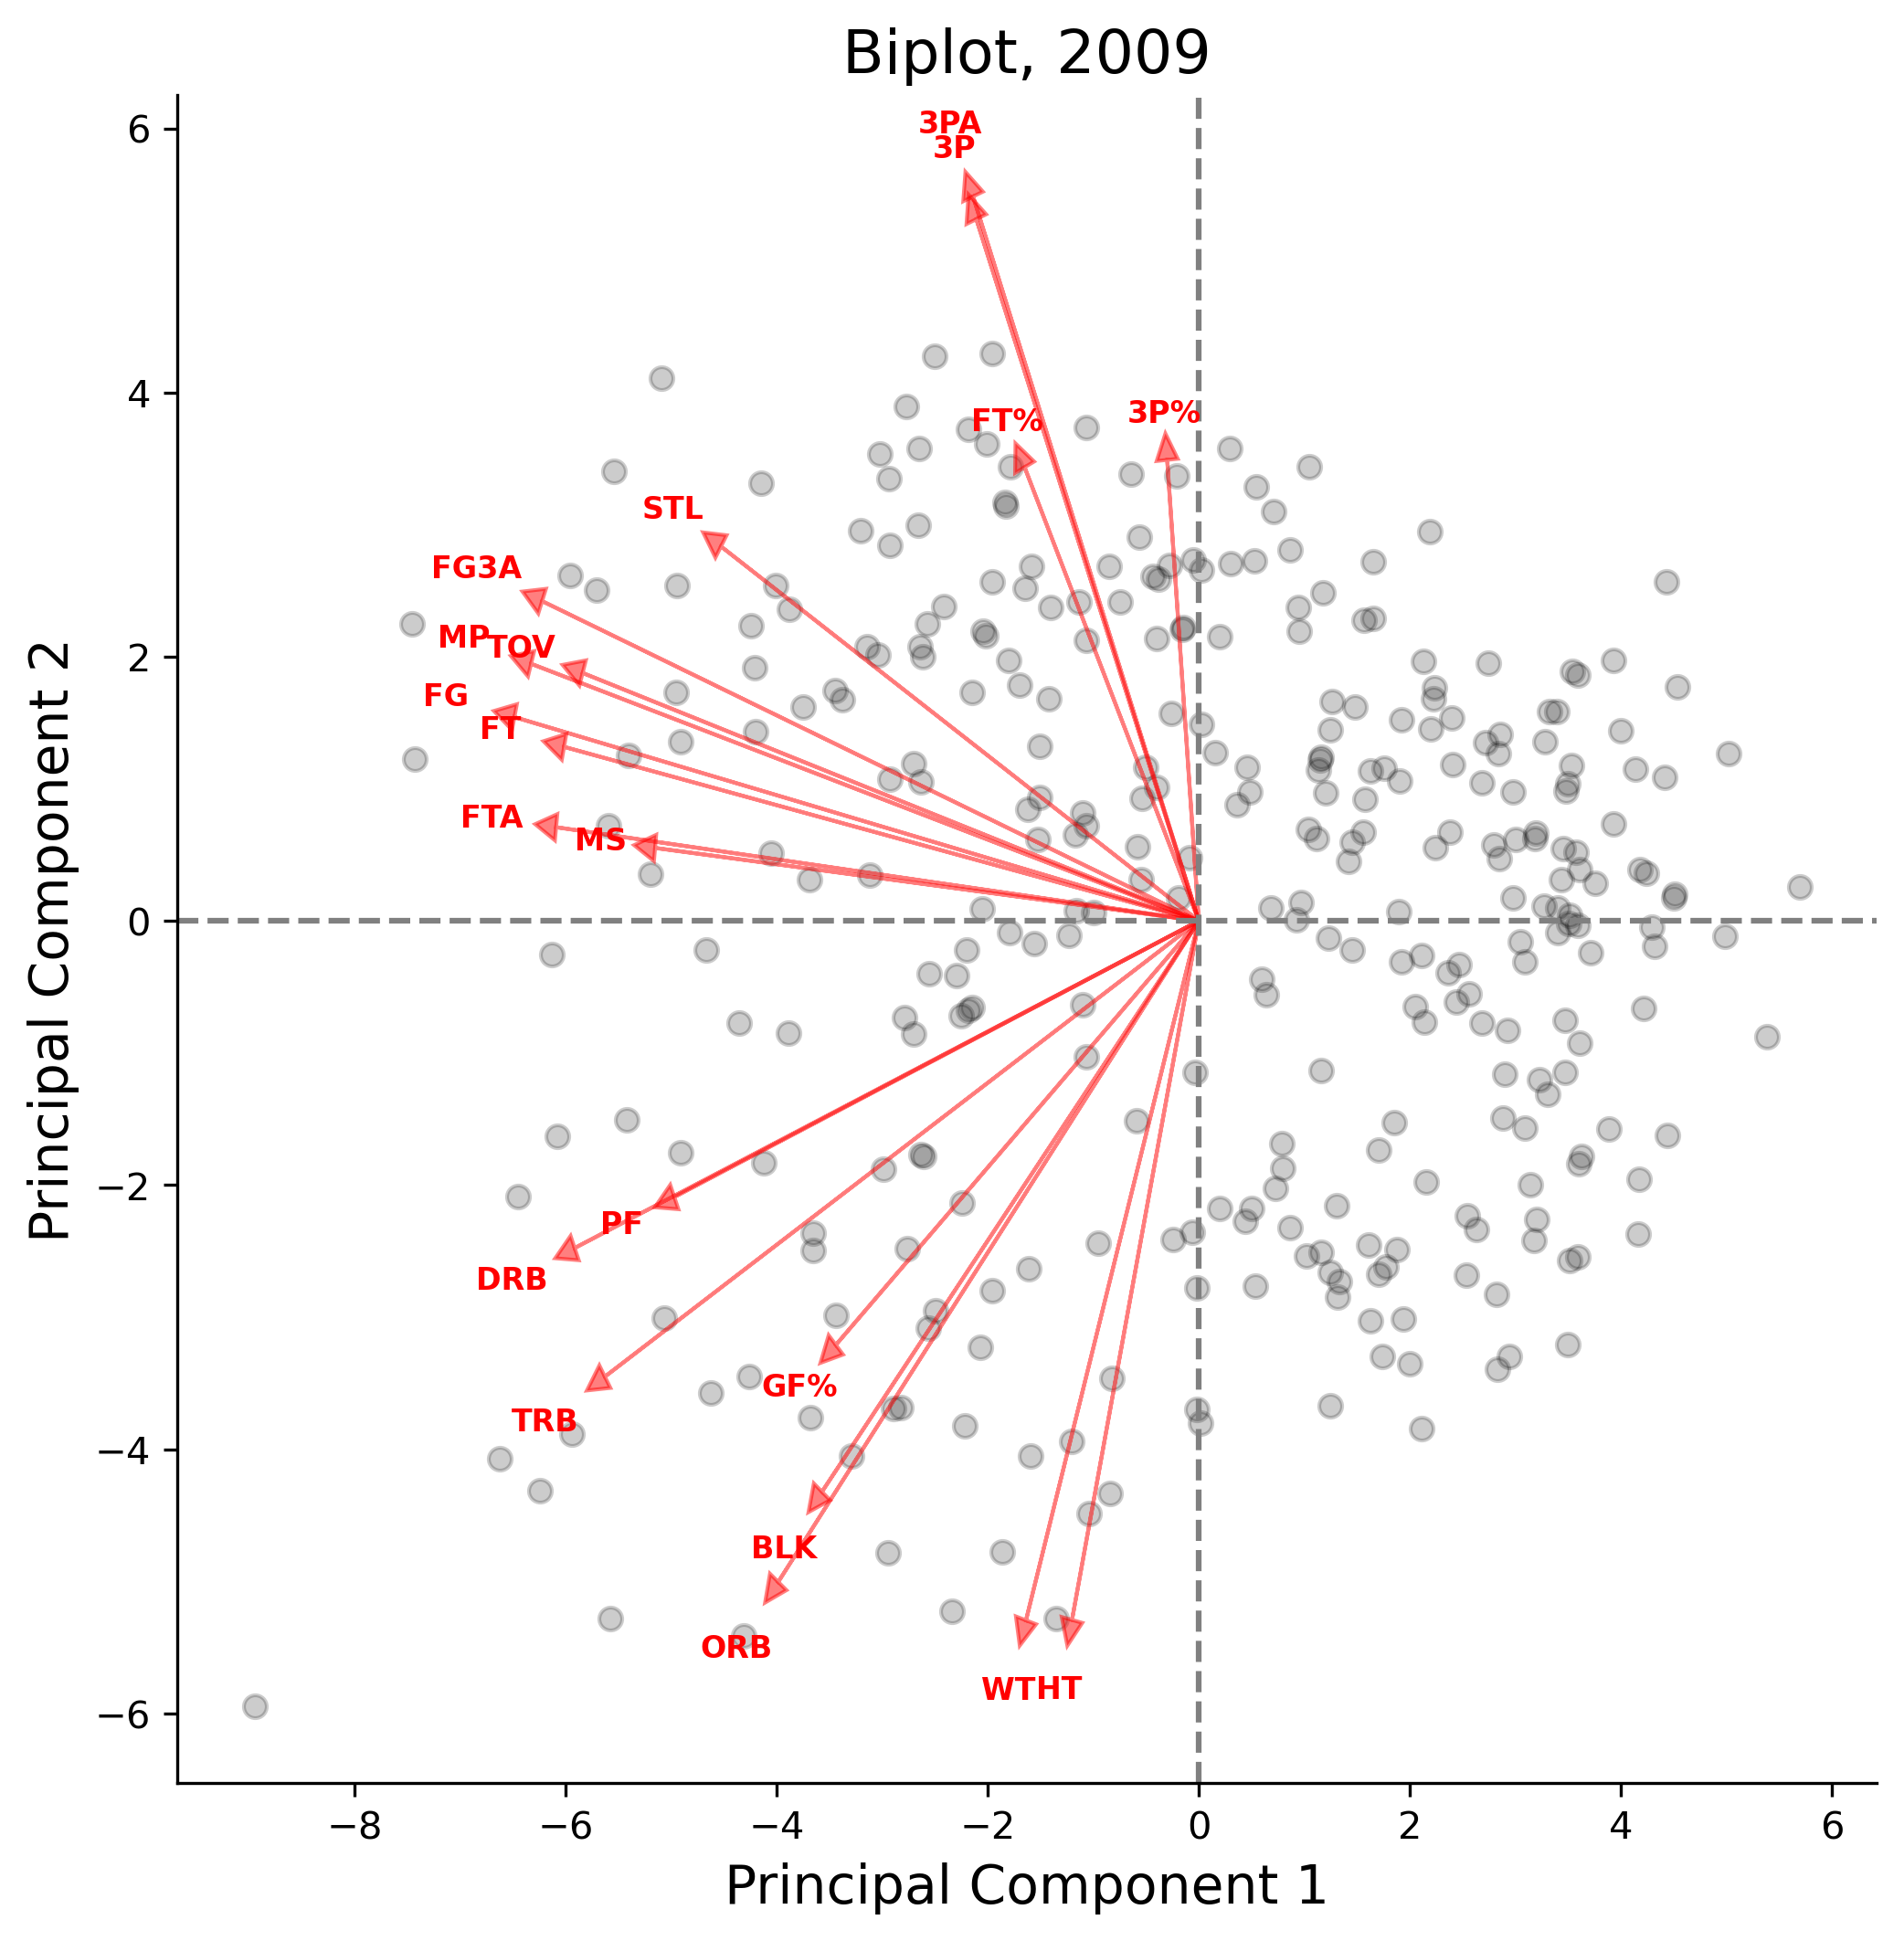 Biplot, 2009
3PA
3P
FT%
3P%
STL
FG3A
MP
TOV
FG
FT
FTA
MS
PF
DRB
GF%
TRB
BLK
ORB
WT
HT
6
4
2
0
−2
−4
−6
Principal Component 2
−8
−6
−4
−2
0
2
4
6
Principal Component 1